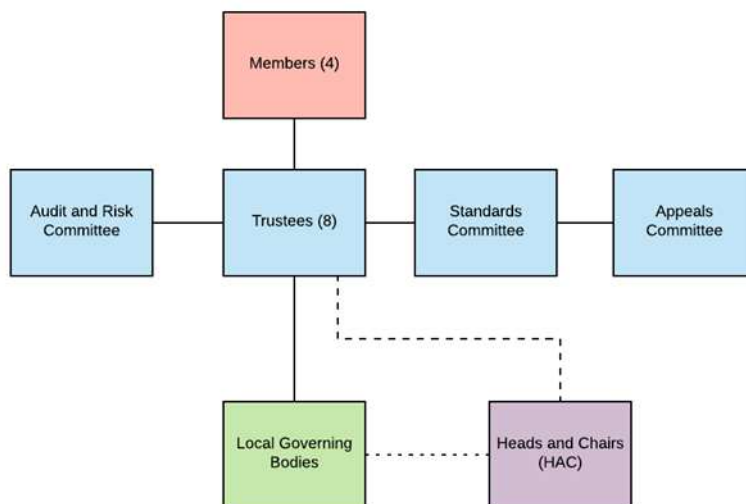 Members (4)
Audit and Risk
Committee
Trustees (8)
Standards
Committee
Appeals
Committee
Local Governing
Bodies
Heads and Chairs
(HAC)